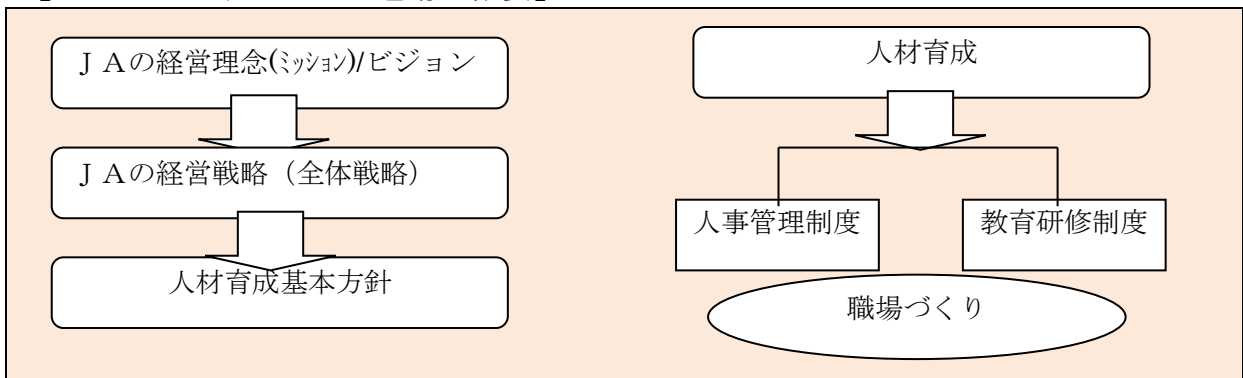 ＪＡの経営理念(ﾐｯｼｮﾝ)/ビジョン
ＪＡの経営戦略（全体戦略）
人材育成基本方針
人材育成
人事管理制度
教育研修制度
職場づくり